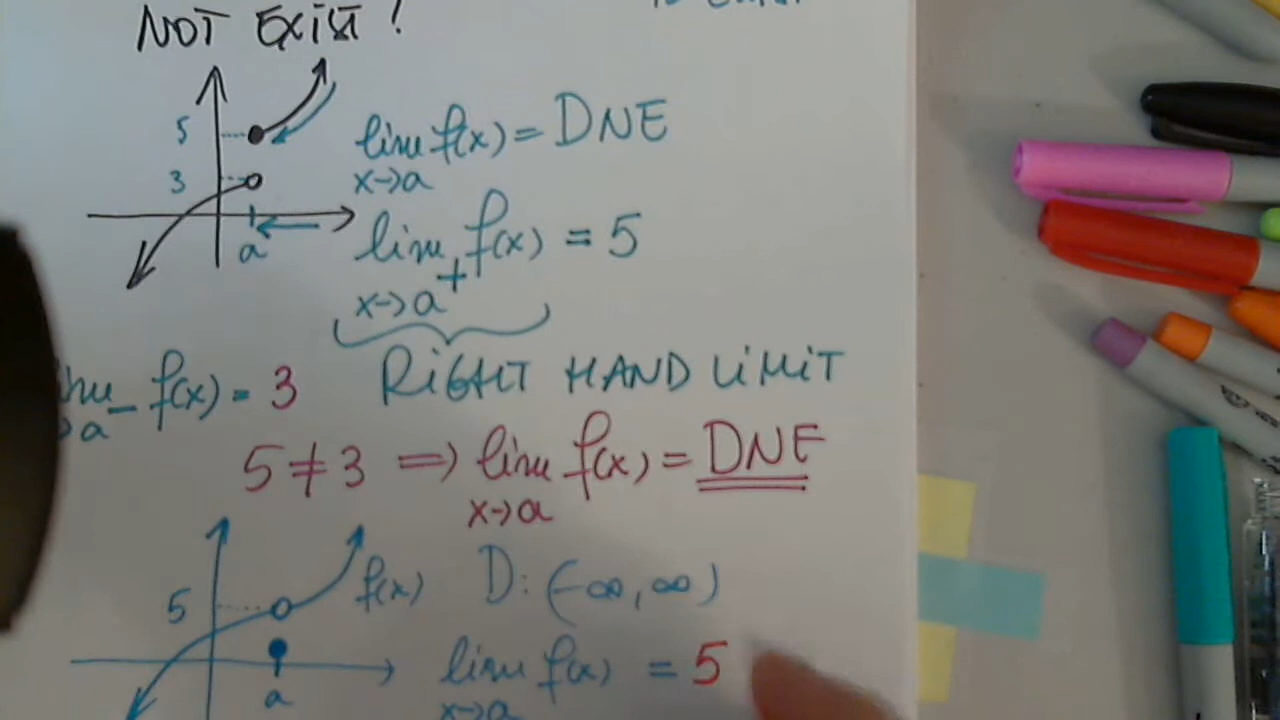 NOT EXIST!
5
3
a
lim f(x) = DNE
x→a
lim f(x) = 5
x→a⁺
RIGHT HAND LIMIT
f(x) = 3
a⁻
5 ≠ 3 ⟹ lim f(x) = DNE
x→a
5
f(x)
D: (-∞, ∞)
a
lim f(x) = 5
x→a